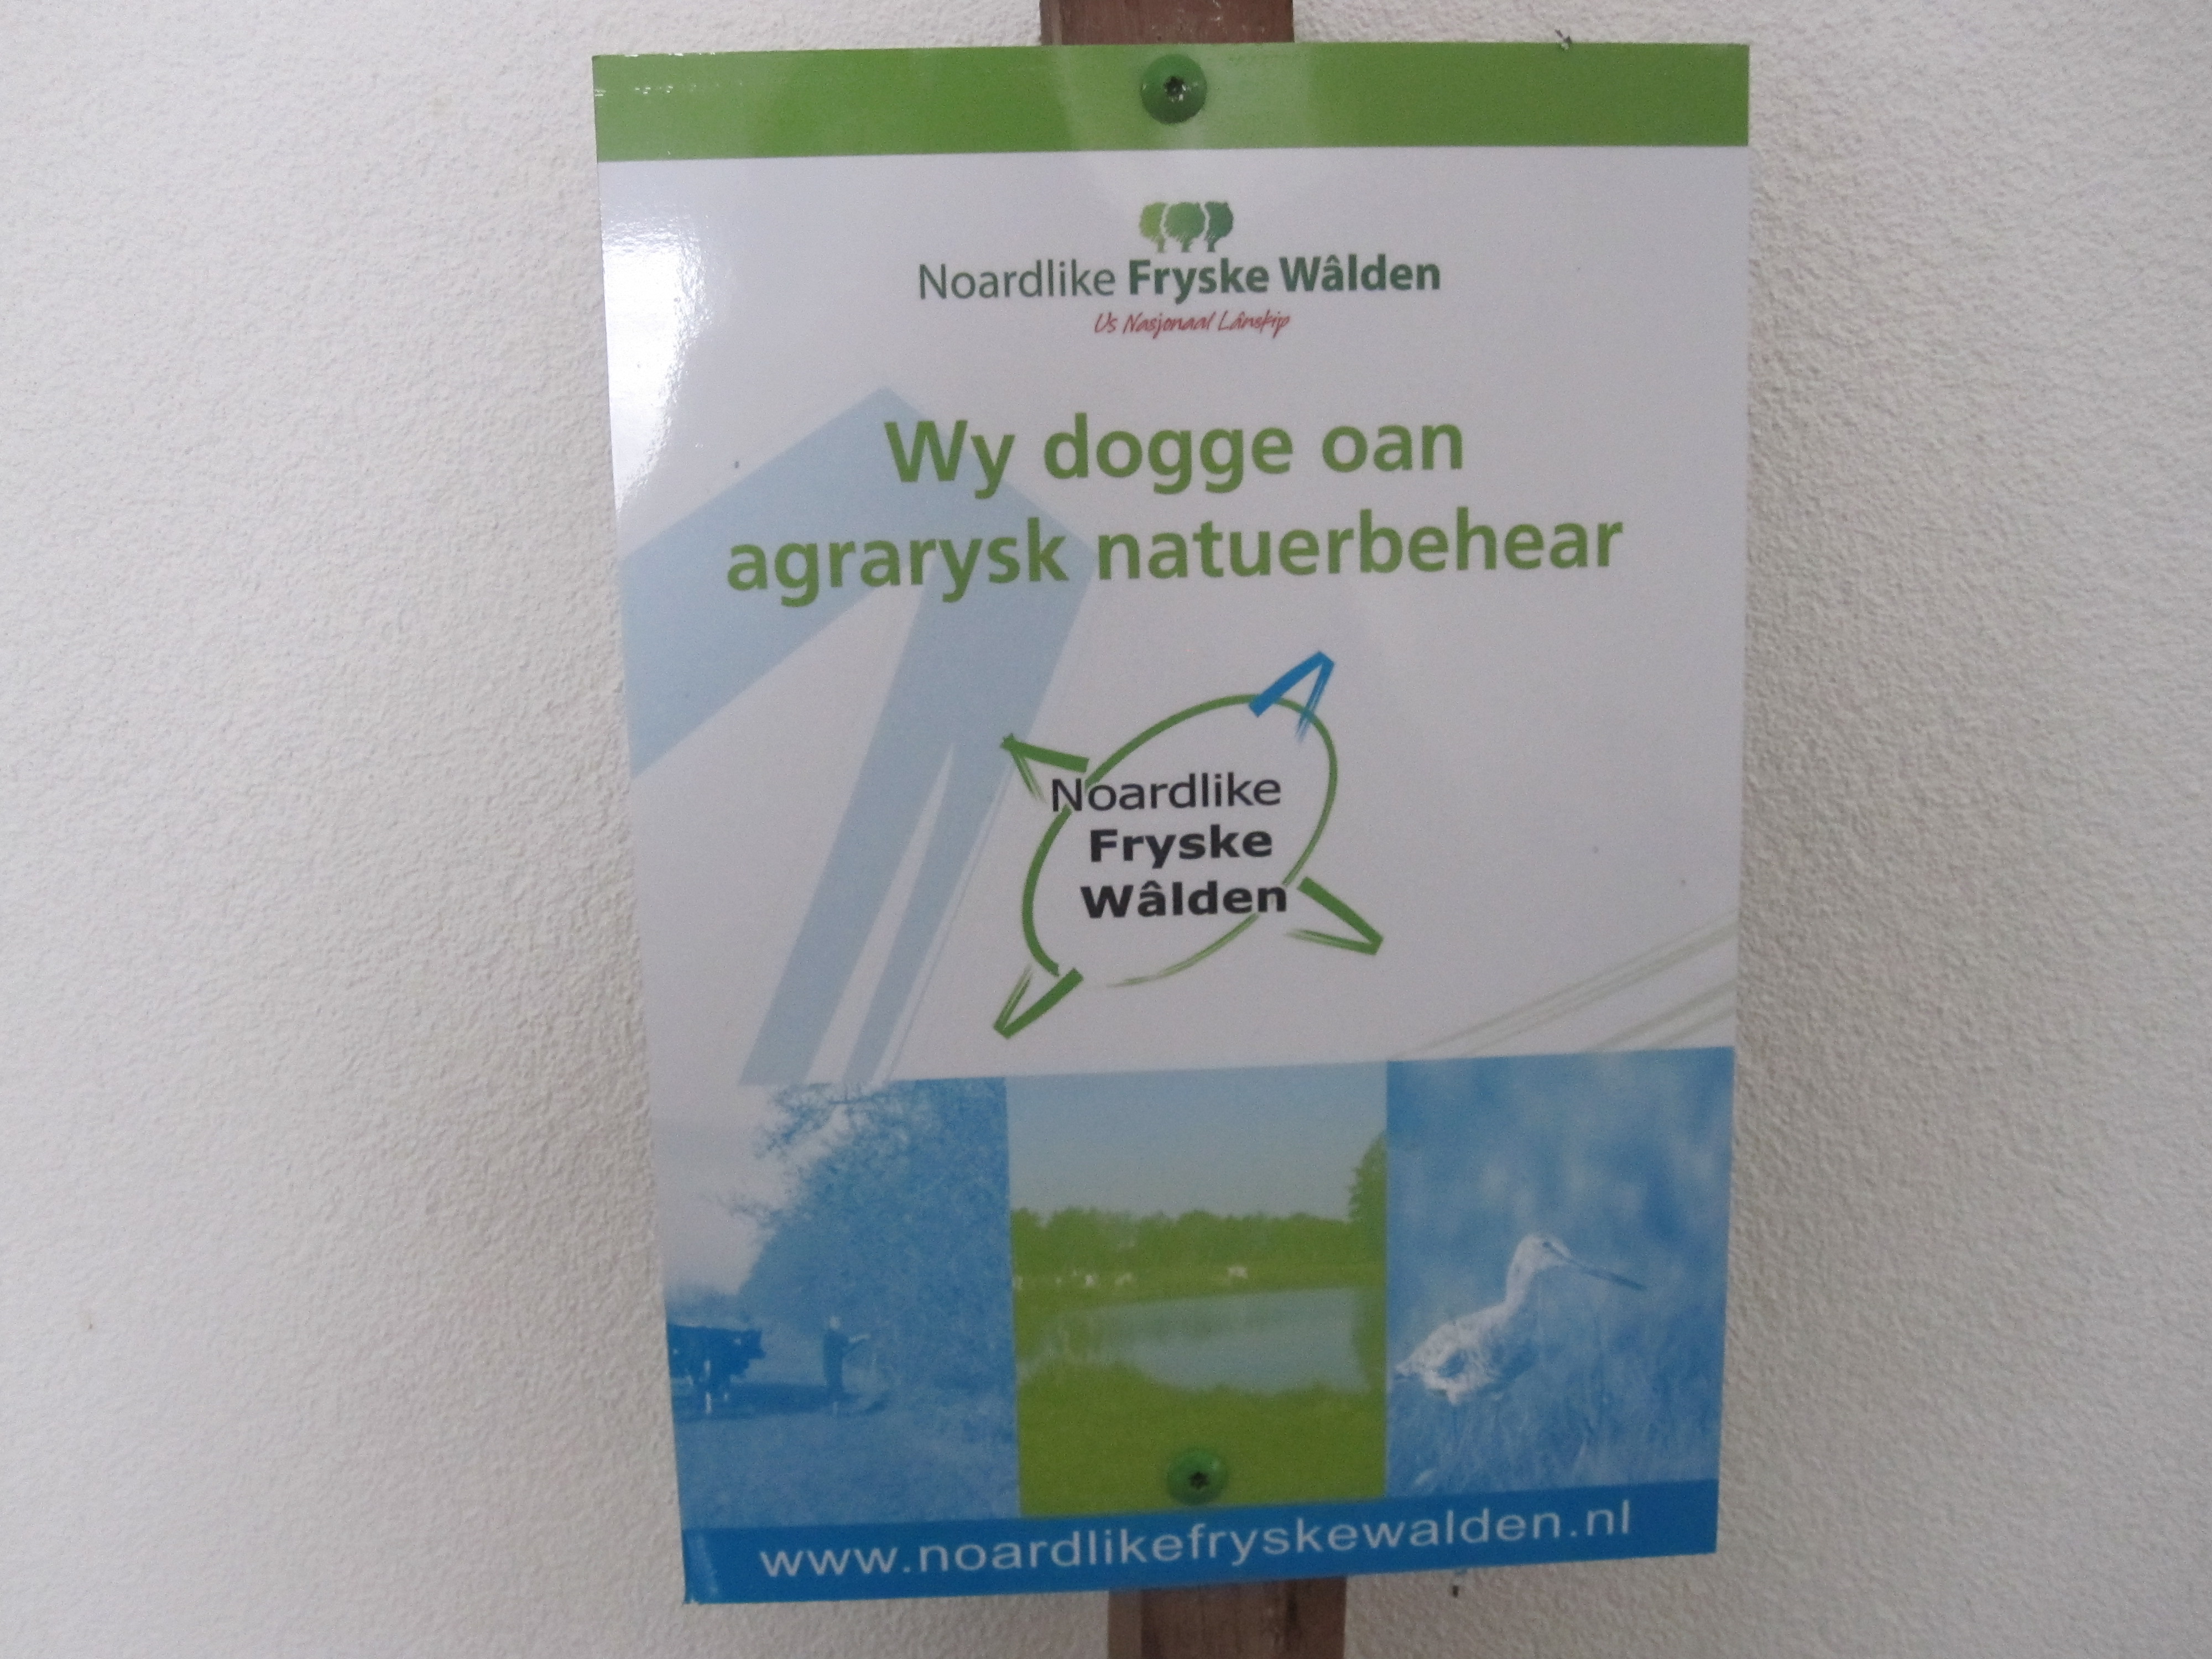 Noardlike Fryske Wâlden
Us Nasjonaal Lânskip
Wy dogge oan
agrarysk natuerbehear
Noardlike
Fryske
Wâlden
www.noardlikefryskewalden.nl